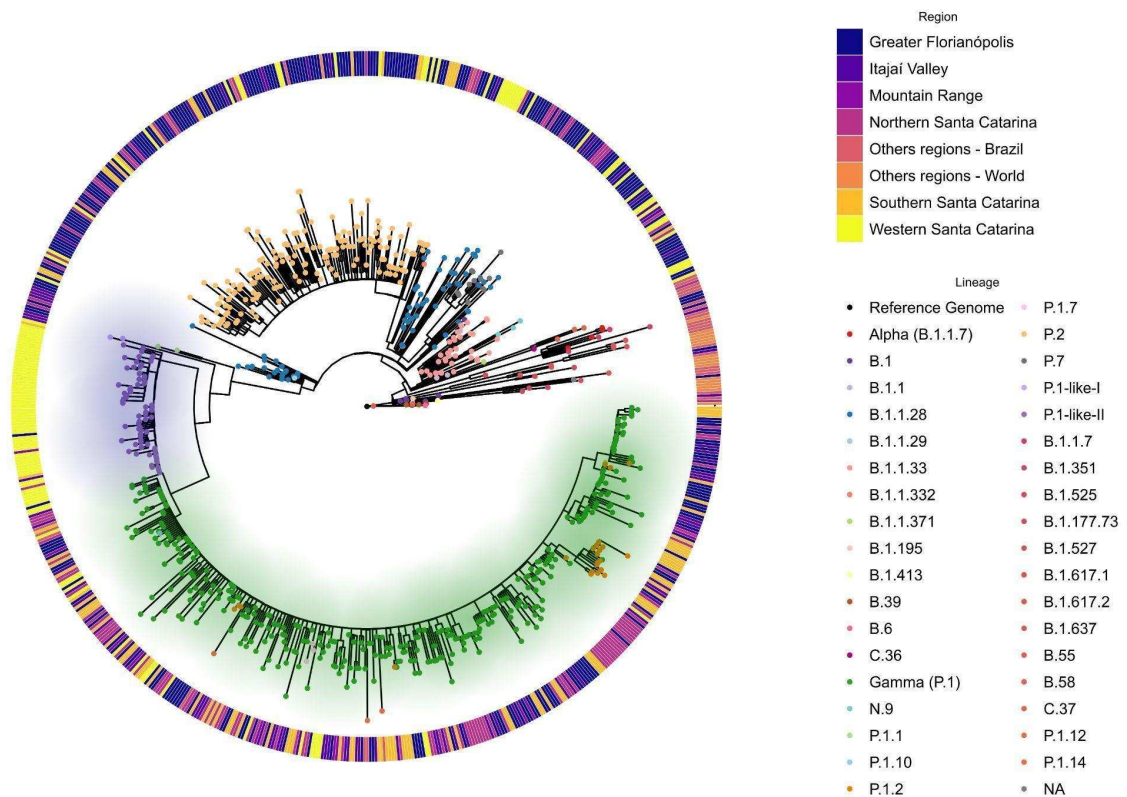 Region
Greater Florianópolis
Itajaí Valley
Mountain Range
Northern Santa Catarina
Others regions - Brazil
Others regions - World
Southern Santa Catarina
Western Santa Catarina
Lineage
Reference Genome
Alpha (B.1.1.7)
B.1
B.1.1
B.1.1.28
B.1.1.29
B.1.1.33
B.1.1.332
B.1.1.371
B.1.195
B.1.413
B.39
B.6
C.36
Gamma (P.1)
N.9
P.1.1
P.1.10
P.1.2
P.1.7
P.2
P.7
P.1-like-I
P.1-like-II
B.1.1.7
B.1.351
B.1.525
B.1.177.73
B.1.527
B.1.617.1
B.1.617.2
B.1.637
B.55
B.58
C.37
P.1.12
P.1.14
NA